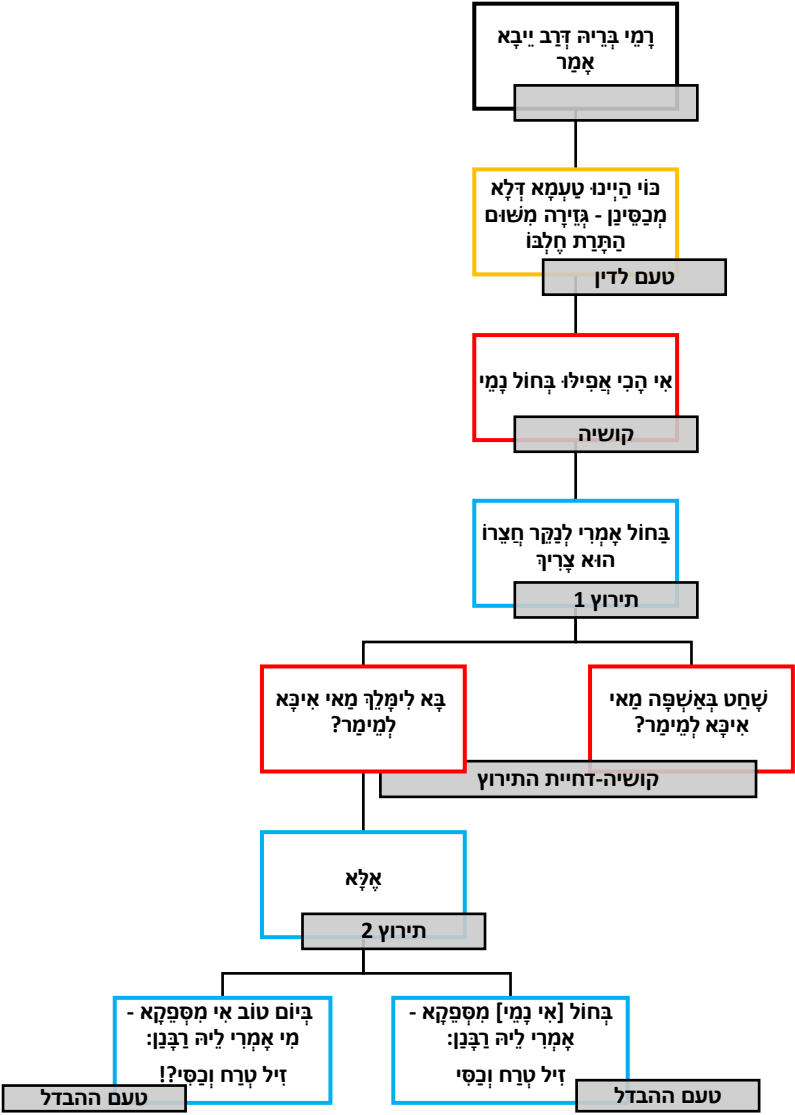 רָמֵי בְּרֵיהּ דְּרַב יֵיבָא
אָמַר
כּוֹי הַיְינוּ טַעְמָא דְּלָא
מְכַסֵּינַן - גְּזֵירָה מִשּׁוּם
הַתָּרַת חֶלְבּוֹ
טעם לדין
אִי הָכִי אֲפִילּוּ בְּחוֹל נָמֵי
קושיה
בַּחוֹל אָמְרִי לְנַקֵּר חֲצֵרוֹ
הוּא צָרִיךְ
תירוץ 1
שָׁחַט בְּאַשְׁפָּה מַאי
אִיכָּא לְמֵימַר?
בָּא לִימָּלֵךְ מַאי אִיכָּא
לְמֵימַר?
קושיה-דחיית התירוץ
אֶלָּא
תירוץ 2
בְּחוֹל [אִי נָמֵי] מִסְּפֵקָא -
אָמְרִי לֵיהּ רַבָּנַן:
זִיל טְרַח וְכַסִּי
טעם ההבדל
בְּיוֹם טוֹב אִי מִסְּפֵקָא -
מִי אָמְרִי לֵיהּ רַבָּנַן:
זִיל טְרַח וְכַסִּי?!
טעם ההבדל